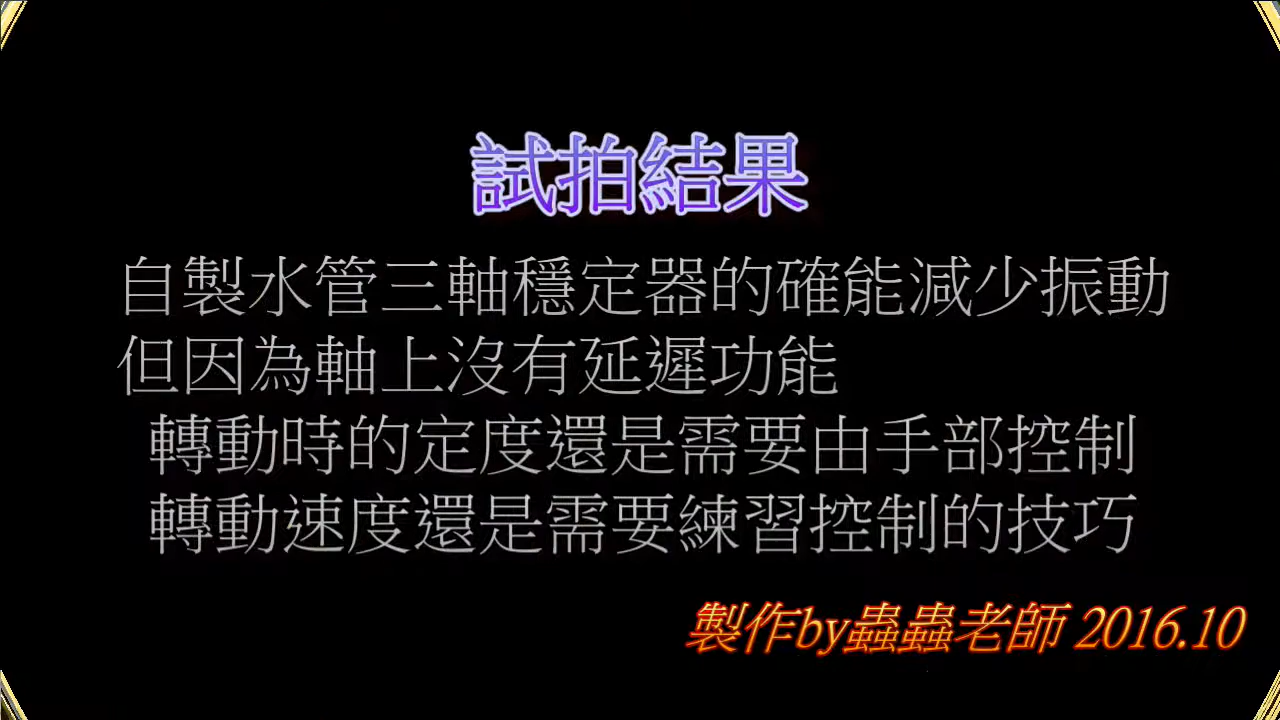 試拍結果
自製水管三軸穩定器的確能減少振動
但因為軸上沒有延遲功能
轉動時的定度還是需要由手部控制
轉動速度還是需要練習控制的技巧
製作by蟲蟲老師 2016.10